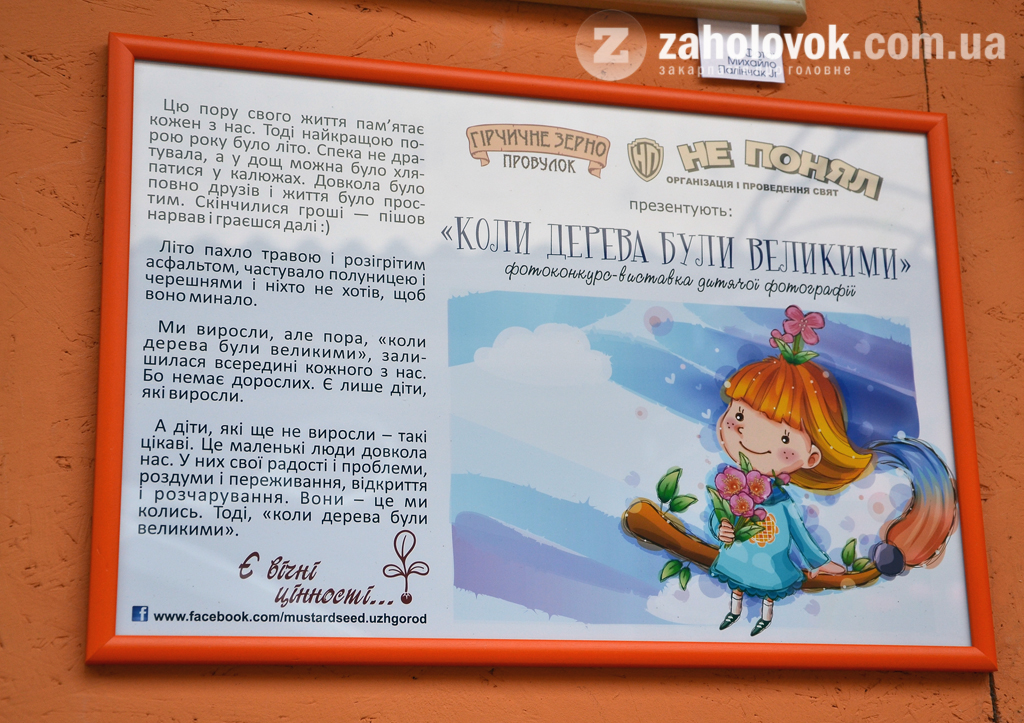 zaholovok.com.ua
Михайло
Палінчак Jr
Цю пору свого життя пам’ятає
кожен з нас. Тоді найкращою по-
рою року було літо. Спека не дра-
тувала, а у дощ можна було хля-
патися у калюжах. Довкола було
повно друзів і життя було прос-
тим. Скінчилися гроші — пішов
нарвав і граєшся далі :)
Літо пахло травою і розігрітим
асфальтом, частувало полуницею і
черешнями і ніхто не хотів, щоб
воно минало.
Ми виросли, але пора, «коли
дерева були великими», зали-
шилася всередині кожного з нас.
Бо немає дорослих. Є лише діти,
які виросли.
А діти, які ще не виросли – такі
цікаві. Це маленькі люди довкола
нас. У них свої радості і проблеми,
роздуми і переживання, відкриття
і розчарування. Вони – це ми
колись. Тоді, «коли дерева були
великими».
Є вічні
цінності...
www.facebook.com/mustardseed.uzhgorod
ГІРЧИЧНЕ ЗЕРНО
ПРОВУЛОК
НП НЕ ПОНЯЛ
ОРГАНІЗАЦІЯ І ПРОВЕДЕННЯ СВЯТ
презентують:
«КОЛИ ДЕРЕВА БУЛИ ВЕЛИКИМИ»
фотоконкурс-виставка дитячої фотографії